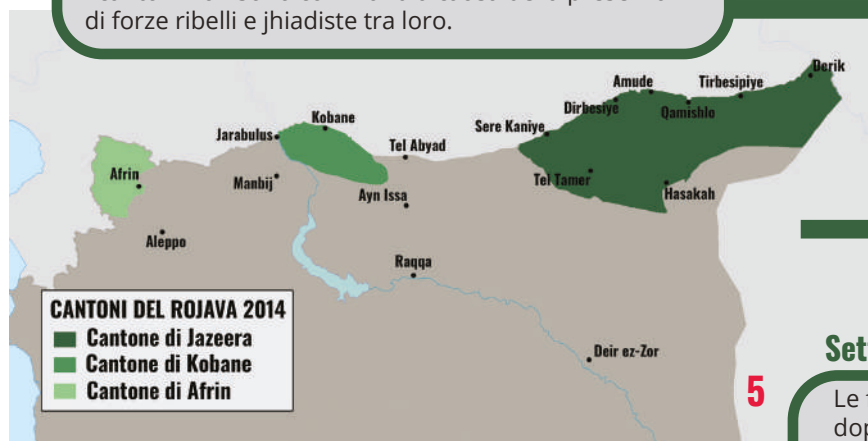 di forze ribelli e jhiadiste tra loro.
Derik
Amude
Tirbesipiye
Dirbesiye
Qamishlo
Kobane
Jarabulus
Sere Kaniye
Tel Abyad
Afrin
Manbij
Tel Tamer
Ayn Issa
Hasakah
Aleppo
Raqqa
CANTONI DEL ROJAVA 2014
Cantone di Jazeera
Cantone di Kobane
Cantone di Afrin
Deir ez-Zor
Set
5
Le
dop